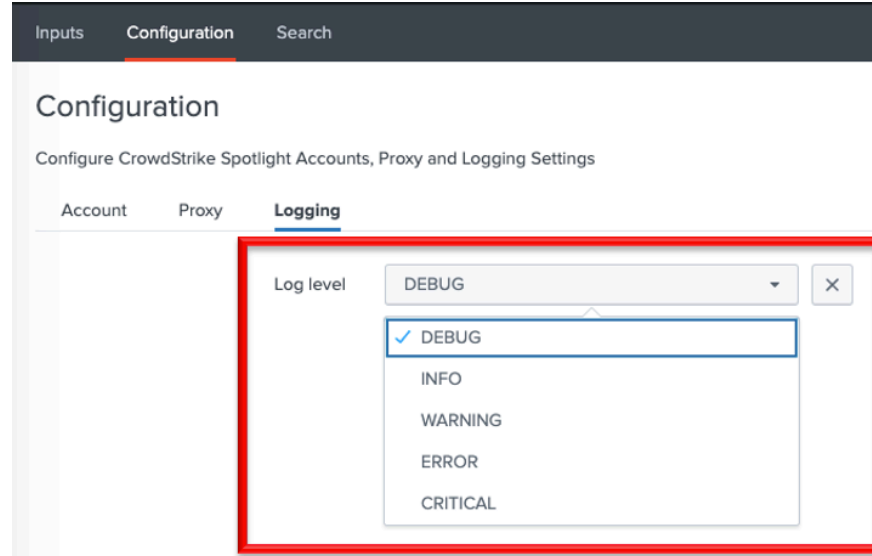 Inputs Configuration Search
Configuration
Configure CrowdStrike Spotlight Accounts, Proxy and Logging Settings
Account Proxy Logging
Log level DEBUG
DEBUG
INFO
WARNING
ERROR
CRITICAL